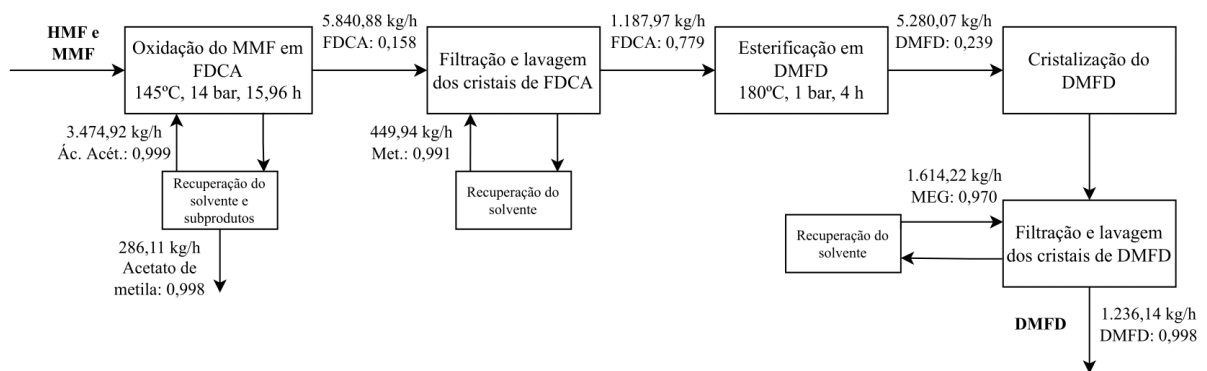 HMF e
MMF
Oxidação do MMF em
FDCA
145ºC, 14 bar, 15,96 h
5.840,88 kg/h
FDCA: 0,158
Filtração e lavagem
dos cristais de FDCA
1.187,97 kg/h
FDCA: 0,779
Esterificação em
DMFD
180ºC, 1 bar, 4 h
5.280,07 kg/h
DMFD: 0,239
Cristalização do
DMFD
3.474,92 kg/h
Ác. Acét.: 0,999
Recuperação do
solvente e
subprodutos
286,11 kg/h
Acetato de
metila: 0,998
449,94 kg/h
Met.: 0,991
Recuperação do
solvente
1.614,22 kg/h
MEG: 0,970
Recuperação do
solvente
Filtração e lavagem
dos cristais de DMFD
DMFD
1.236,14 kg/h
DMFD: 0,998